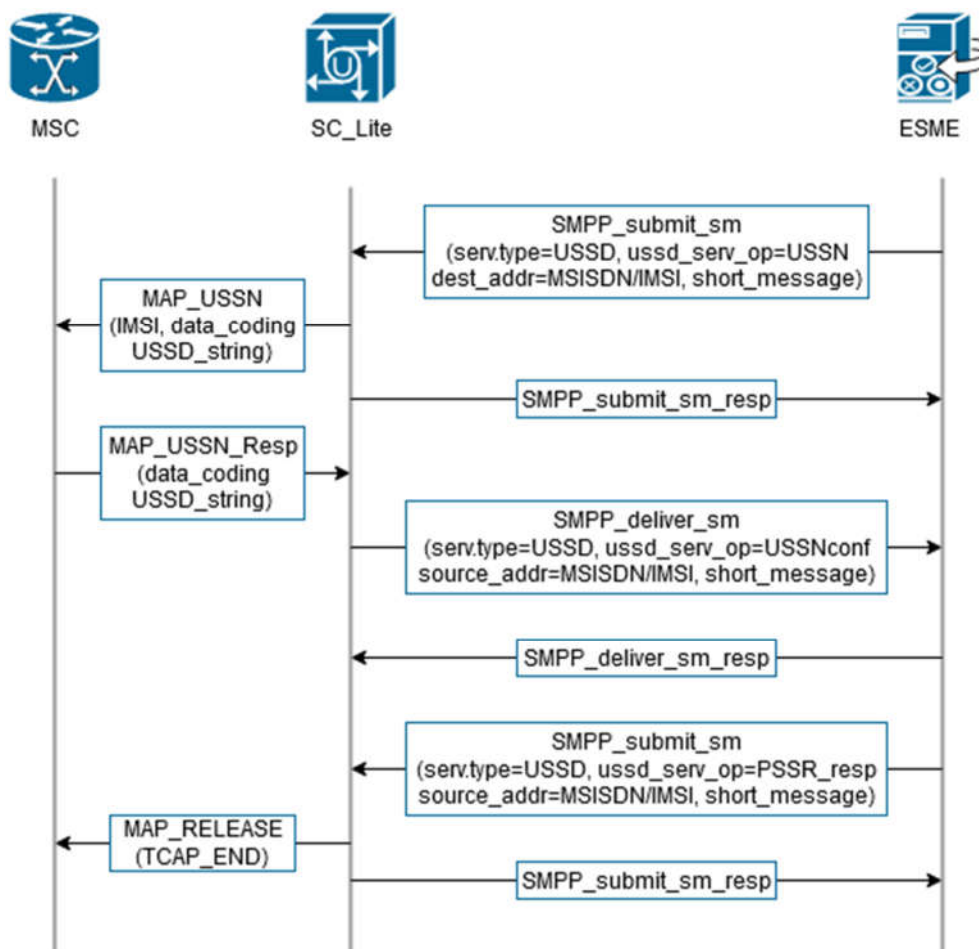 MSC
SC_Lite
ESME
U
SMPP_submit_sm
(serv.type=USSD, ussd_serv_op=USSN
dest_addr=MSISDN/IMSI, short_message)
MAP_USSN
(IMSI, data_coding
USSD_string)
SMPP_submit_sm_resp
MAP_USSN_Resp
(data_coding
USSD_string)
SMPP_deliver_sm
(serv.type=USSD, ussd_serv_op=USSNconf
source_addr=MSISDN/IMSI, short_message)
SMPP_deliver_sm_resp
SMPP_submit_sm
(serv.type=USSD, ussd_serv_op=PSSR_resp
source_addr=MSISDN/IMSI, short_message)
MAP_RELEASE
(TCAP_END)
SMPP_submit_sm_resp